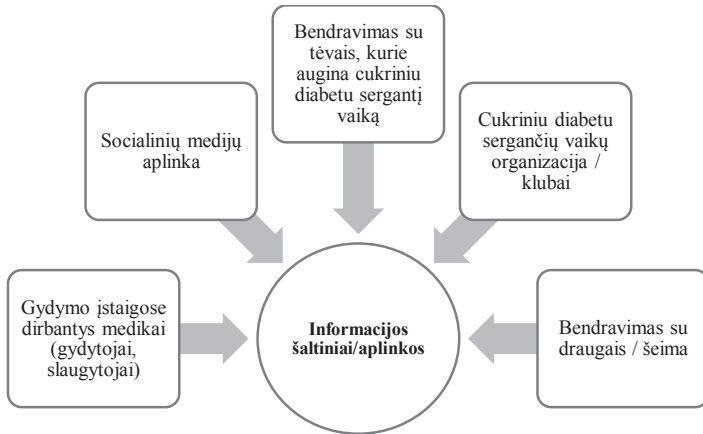 Bendravimas su
tėvais, kurie
augina cukriniu
diabetu sergantį
vaiką
Socialinių medijų
aplinka
Cukriniu diabetu
sergančių vaikų
organizacija /
klubai
Gydymo įstaigose
dirbantys medikai
(gydytojai,
slaugytojai)
Informacijos
šaltiniai/aplinkos
Bendravimas su
draugais / šeima